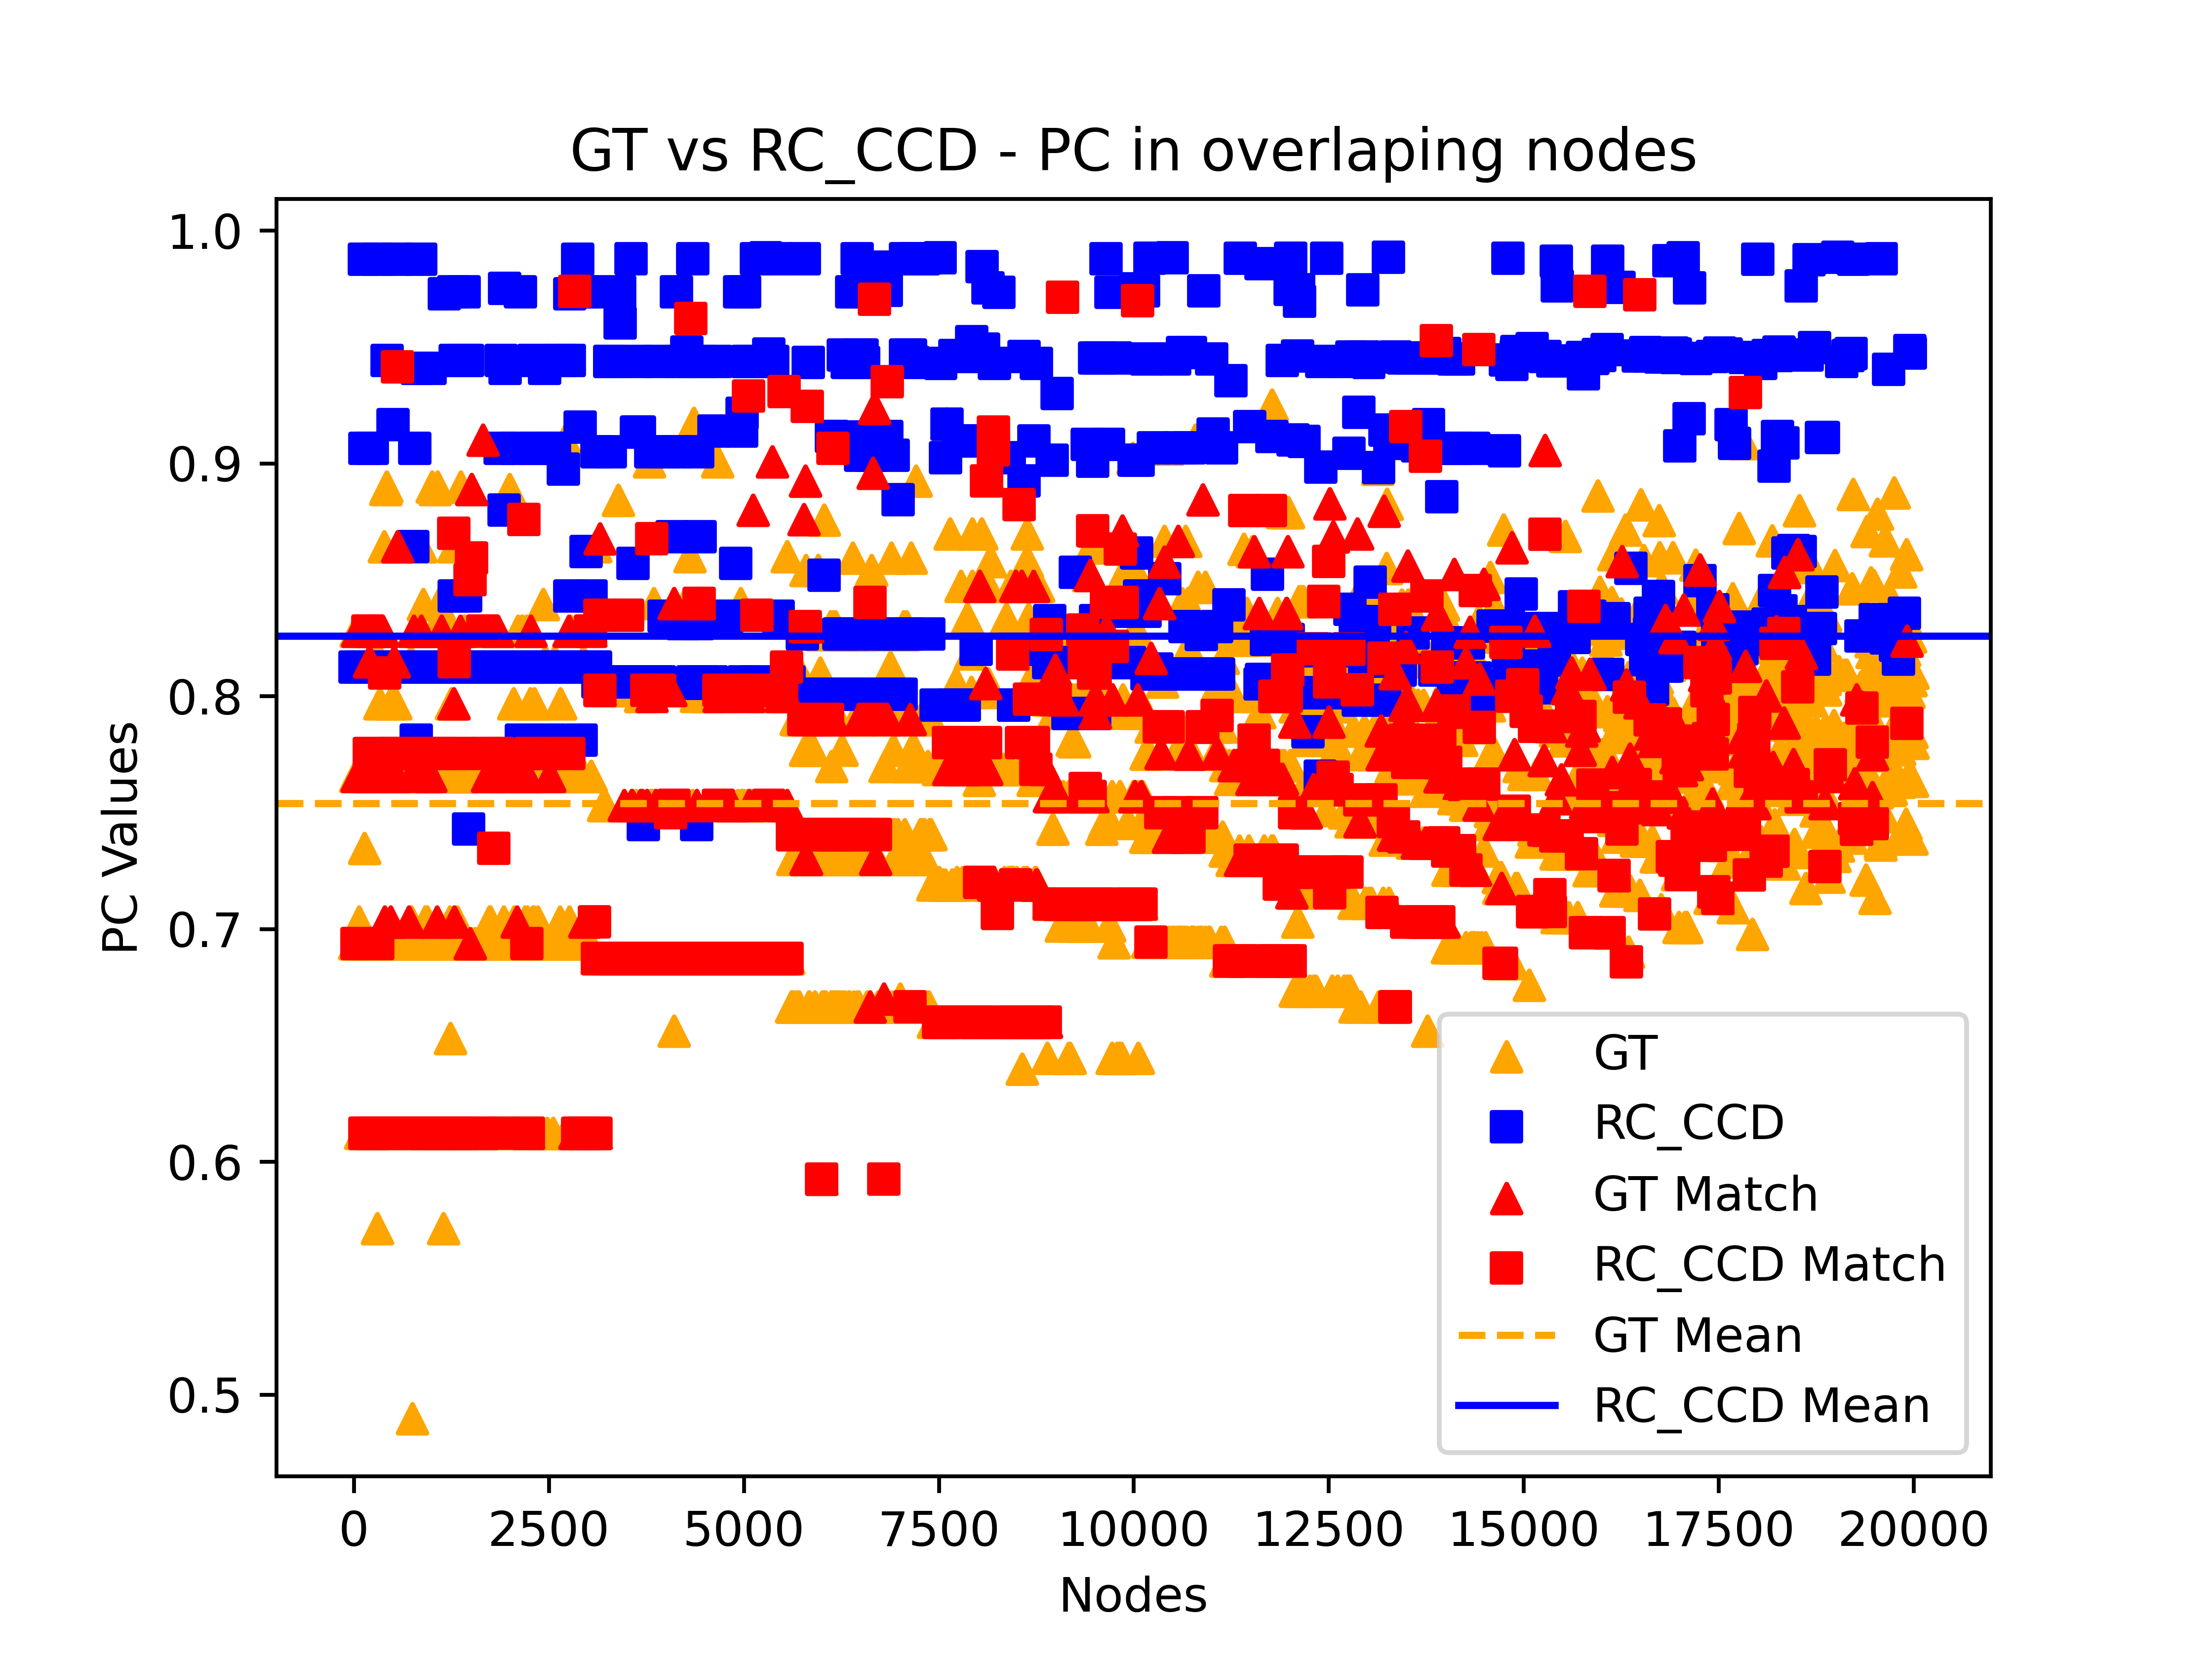 GT vs RC_CCD - PC in overlaping nodes
1.0
0.9
0.8
0.7
0.6
0.5
PC Values
0 2500 5000 7500 10000 12500 15000 17500 20000
Nodes
GT
RC_CCD
GT Match
RC_CCD Match
GT Mean
RC_CCD Mean